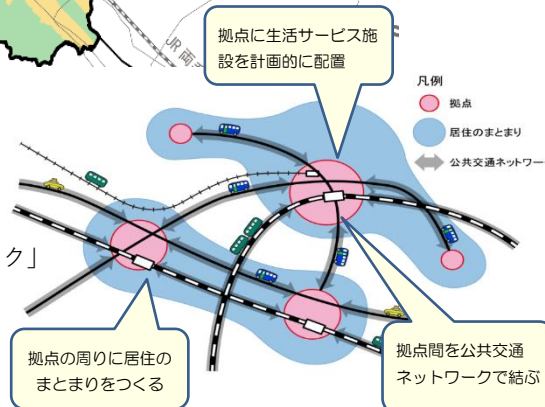 JR 両
拠点に生活サービス施
設を計画的に配置
凡例
拠点
居住のまとまり
公共交通ネットワー
ク」
拠点の周りに居住の
まとまりをつくる
拠点間を公共交通
ネットワークで結ぶ